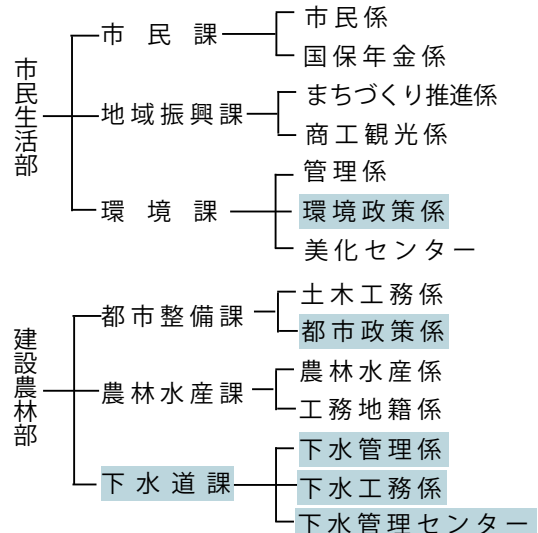 市民生活部
市民課
市民係
国保年金係
地域振興課
まちづくり推進係
商工観光係
環境課
管理係
環境政策係
美化センター
建設農林部
都市整備課
土木工務係
都市政策係
農林水産課
農林水産係
工務地籍係
下水道課
下水管理係
下水工務係
下水管理センター